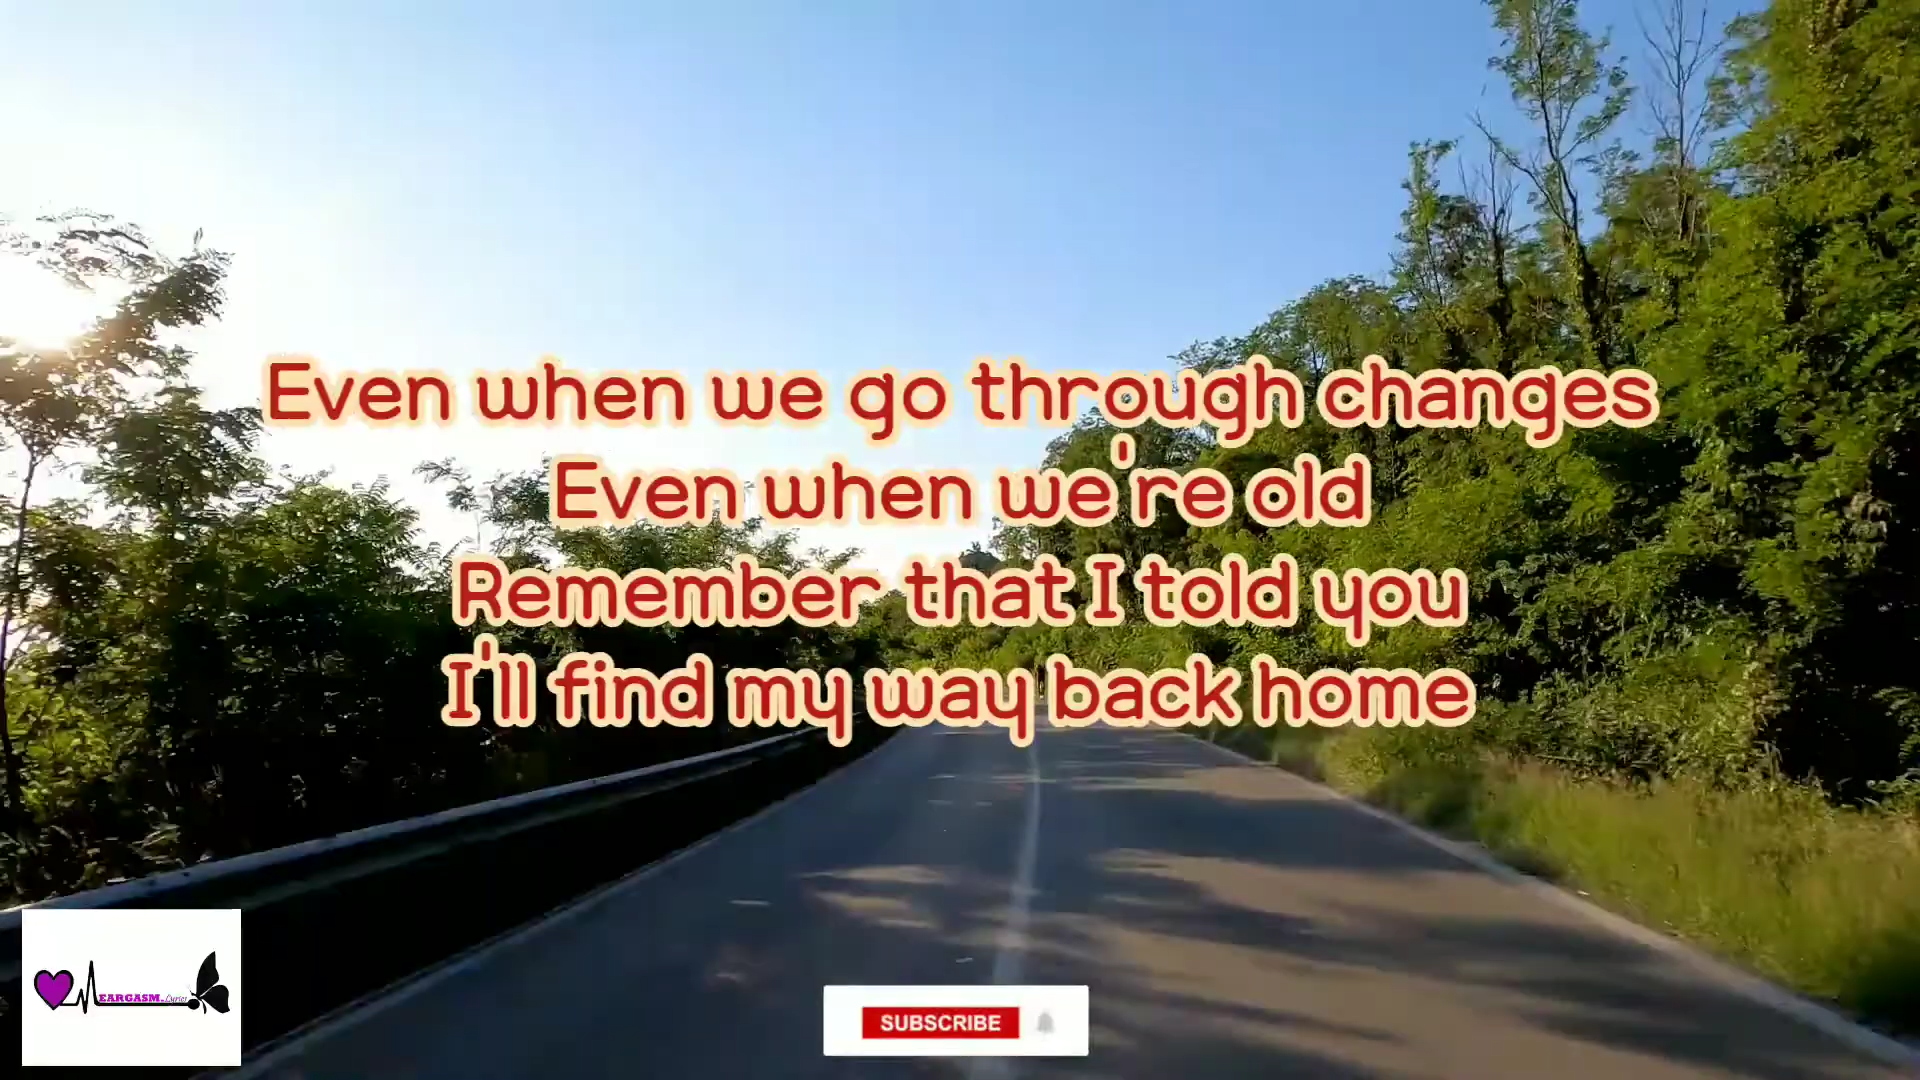 Even when we go through changes
Even when we're old
Remember that I told you
I'll find my way back home
EARGASM Lyrics
SUBSCRIBE